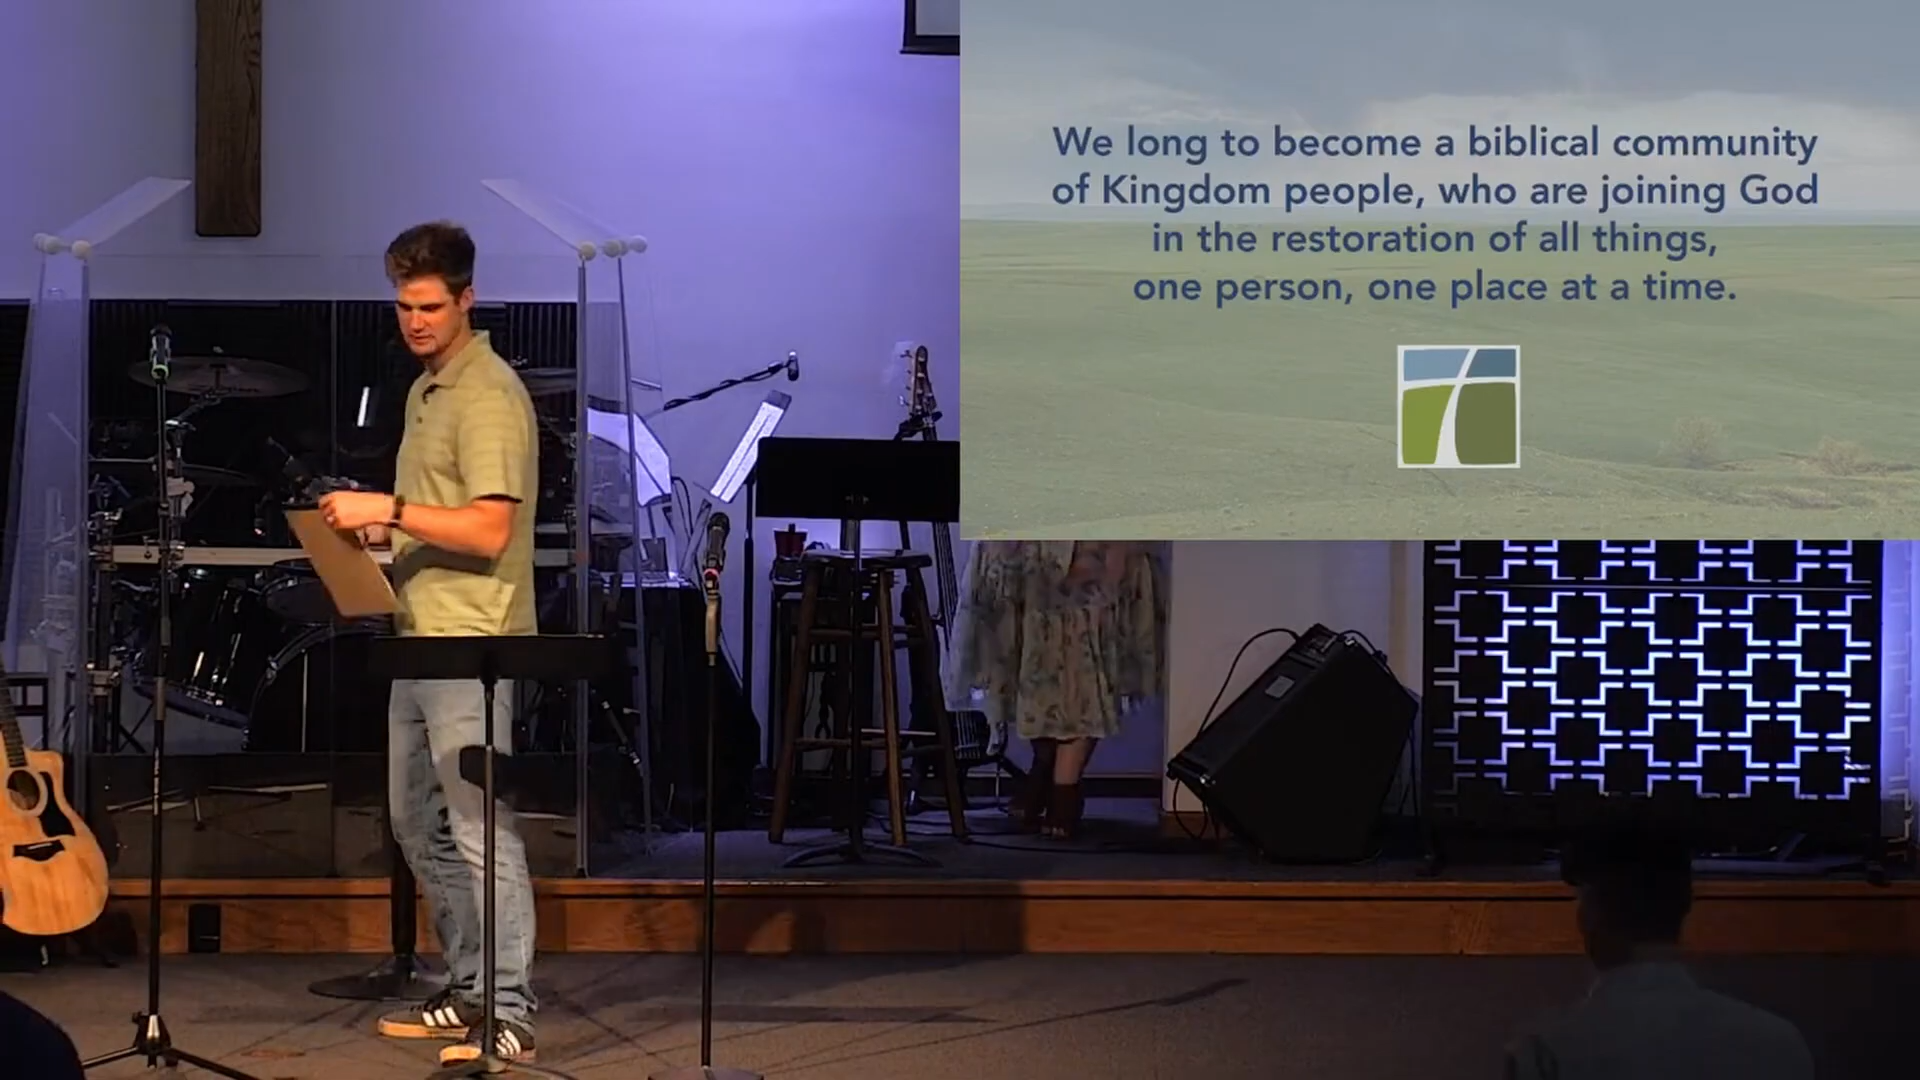 We long to become a biblical community
of Kingdom people, who are joining God
in the restoration of all things,
one person, one place at a time.